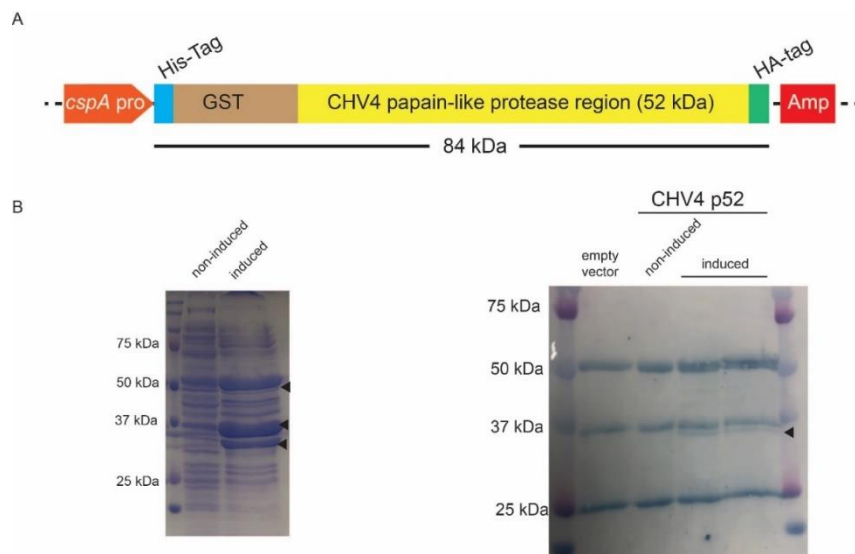 A
His-Tag
HA-tag
cspA pro
GST
CHV4 papain-like protease region (52 kDa)
Amp
84 kDa
B
non-induced
induced
75 kDa
50 kDa
37 kDa
25 kDa
CHV4 p52
empty
vector
non-induced
induced
75 kDa
50 kDa
37 kDa
25 kDa